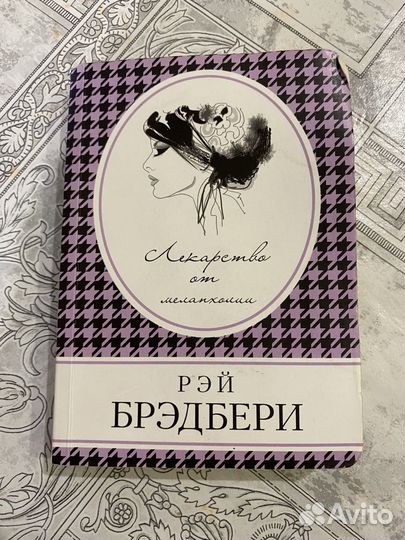 Лекарство
от
меланхолии
РЭЙ
БРЭДБЕРИ
Avito